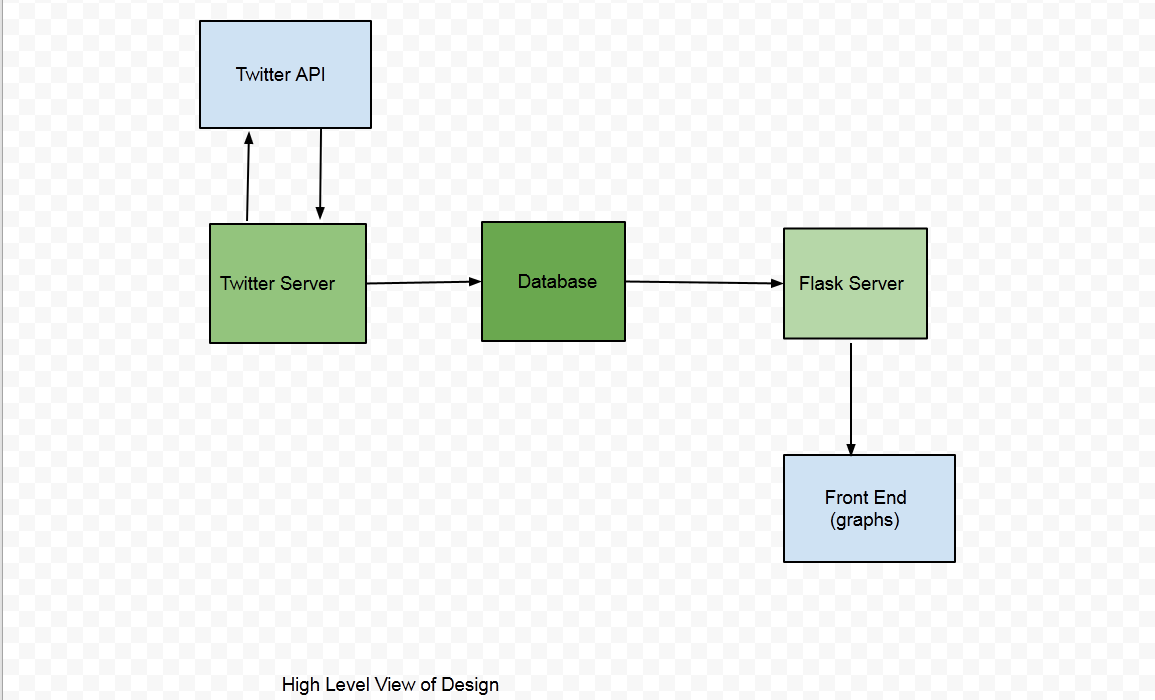 Twitter API
Twitter Server
Database
Flask Server
Front End
(graphs)
High Level View of Design